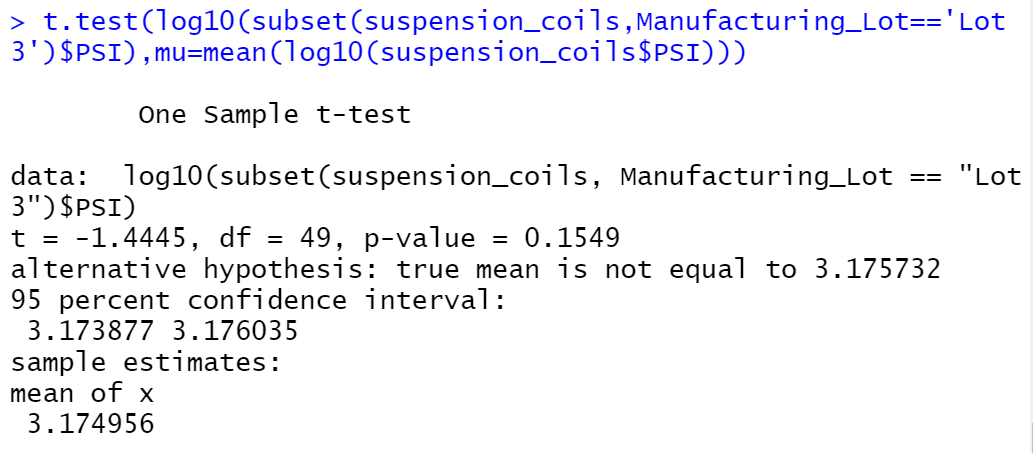 > t.test(log10(subset(suspension_coils,Manufacturing_Lot=='Lot
3')$PSI),mu=mean(log10(suspension_coils$PSI)))
One Sample t-test
data:  log10(subset(suspension_coils, Manufacturing_Lot == "Lot
3")$PSI)
t = -1.4445, df = 49, p-value = 0.1549
alternative hypothesis: true mean is not equal to 3.175732
95 percent confidence interval:
3.173877 3.176035
sample estimates:
mean of x
3.174956